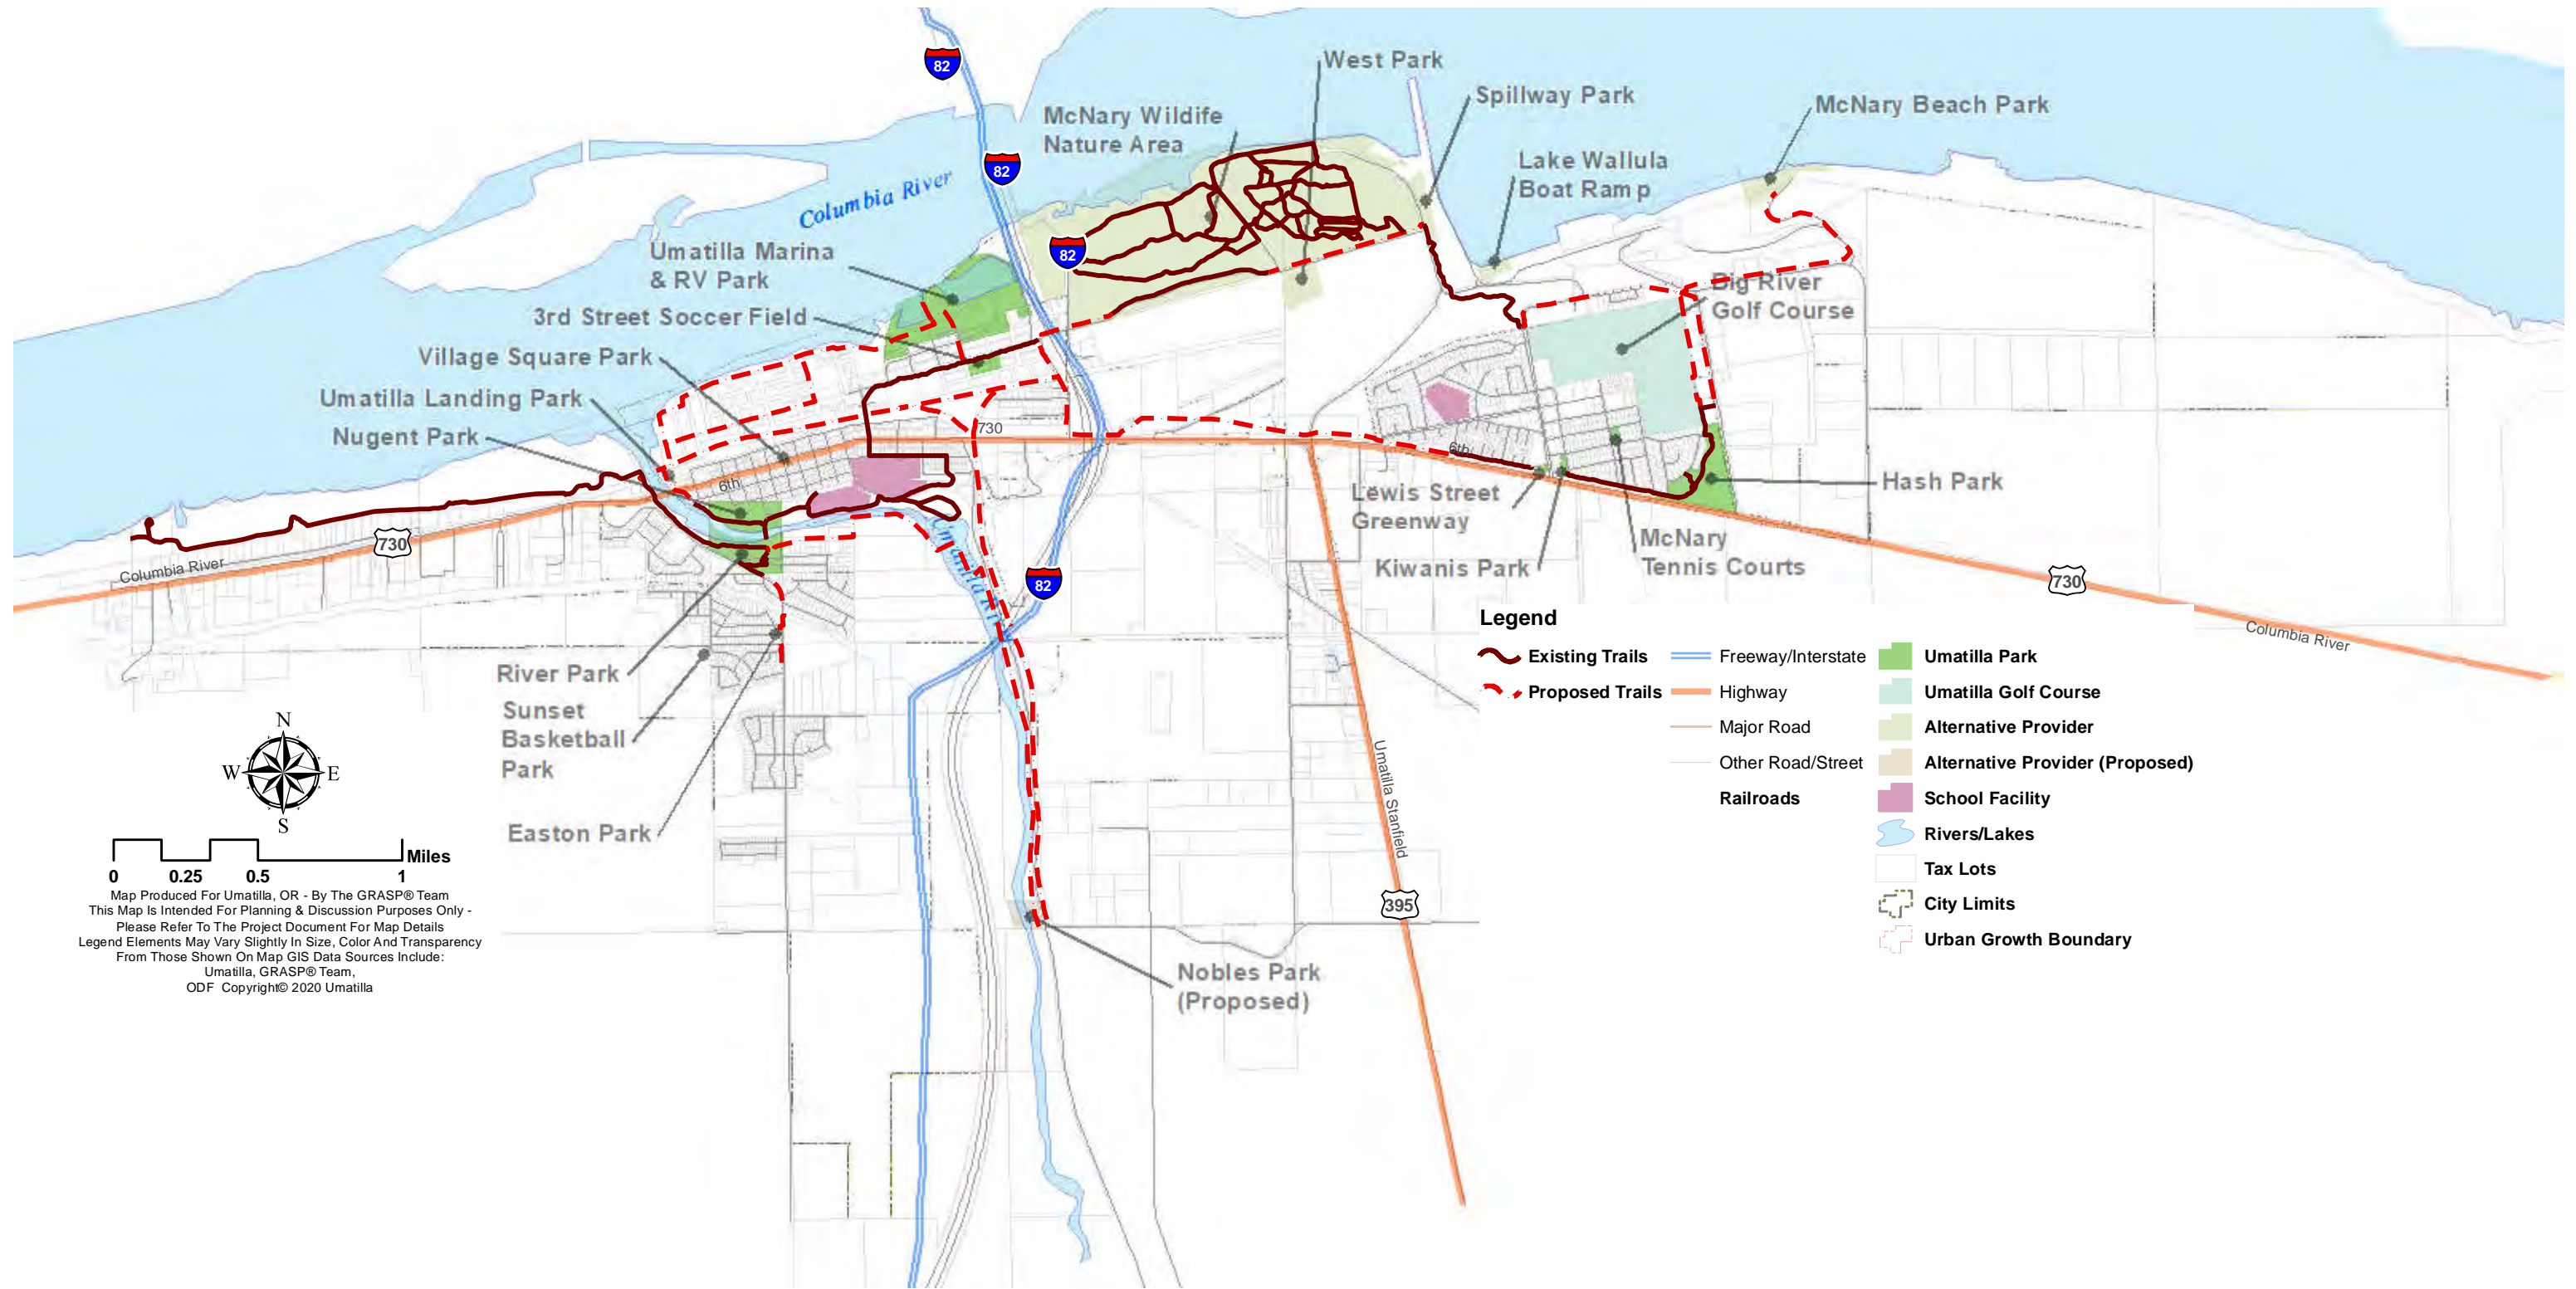 82
West Park
Spillway Park
McNary Beach Park
McNary Wildife
Nature Area
82
Lake Wallula
Boat Ramp
Columbia River
Umatilla Marina
& RV Park
82
Big River
Golf Course
3rd Street Soccer Field
Village Square Park
Umatilla Landing Park
Nugent Park
730
6th
6th
Hash Park
Lewis Street
Greenway
McNary
Tennis Courts
Kiwanis Park
730
Columbia River
82
730
Columbia River
River Park
Sunset
Basketball
Park
Easton Park
Umatilla Stanfield
395
Nobles Park
(Proposed)
Legend
Existing Trails
Proposed Trails
Freeway/Interstate
Highway
Major Road
Other Road/Street
Railroads
Umatilla Park
Umatilla Golf Course
Alternative Provider
Alternative Provider (Proposed)
School Facility
Rivers/Lakes
Tax Lots
City Limits
Urban Growth Boundary
N
W E
S
Miles
0 0.25 0.5 1
Map Produced For Umatilla, OR - By The GRASP® Team
This Map Is Intended For Planning & Discussion Purposes Only -
Please Refer To The Project Document For Map Details
Legend Elements May Vary Slightly In Size, Color And Transparency
From Those Shown On Map GIS Data Sources Include:
Umatilla, GRASP® Team,
ODF Copyright© 2020 Umatilla